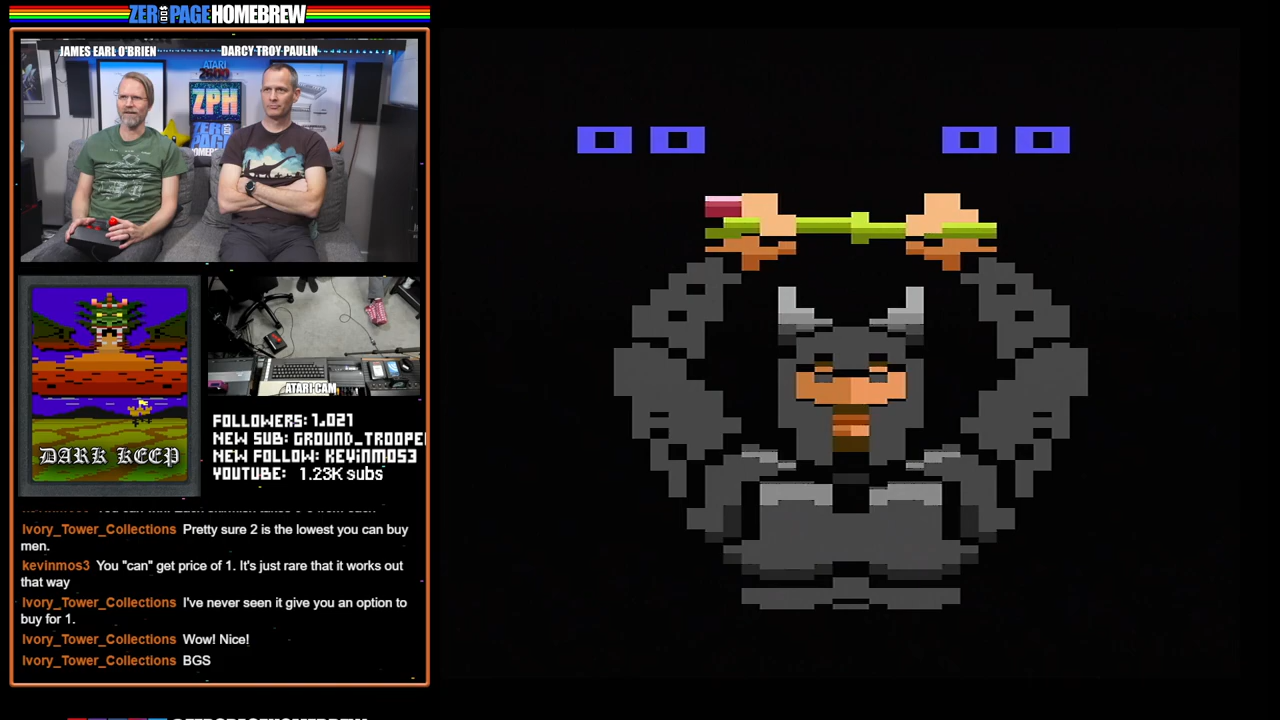 ZEROPAGE HOMEBREW
JAMES EARL O'BRIEN
DARCY TROY PAULIN
ATARI
2600
ZPH
ZERO
PAGE
DARK KEEP
ATARI CAM
FOLLOWERS: 1,021
NEW SUB: GROUND_TROOPE
NEW FOLLOW: KEVINMOS3
YOUTUBE: 1.23K subs
Ivory_Tower_Collections Pretty sure 2 is the lowest you can buy
men.
kevinmos3 You "can" get price of 1. It's just rare that it works out
that way
Ivory_Tower_Collections I've never seen it give you an option to
buy for 1.
Ivory_Tower_Collections Wow! Nice!
Ivory_Tower_Collections BGS